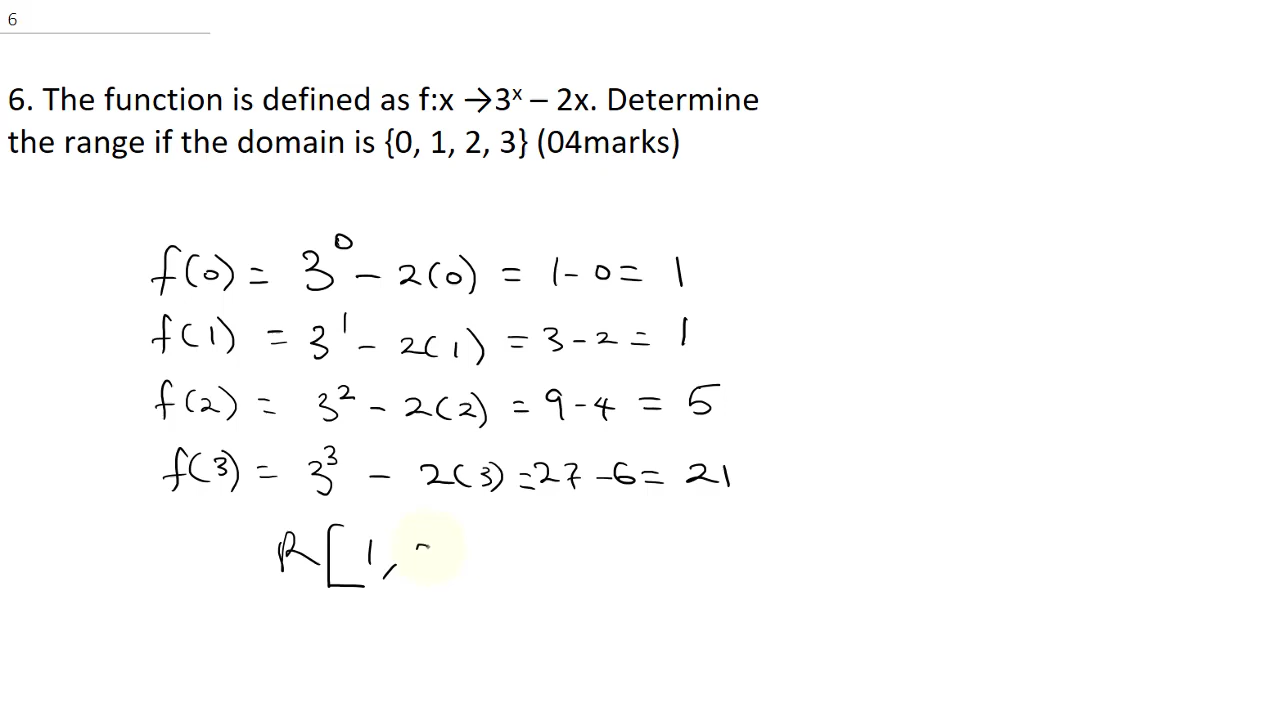 6
6. The function is defined as f:x →3ˣ – 2x. Determine
the range if the domain is {0, 1, 2, 3} (04marks)
f(0) = 3⁰ - 2(0) = 1 - 0 = 1
f(1) = 3¹ - 2(1) = 3 - 2 = 1
f(2) = 3² - 2(2) = 9 - 4 = 5
f(3) = 3³ - 2(3) = 27 - 6 = 21
R[1,